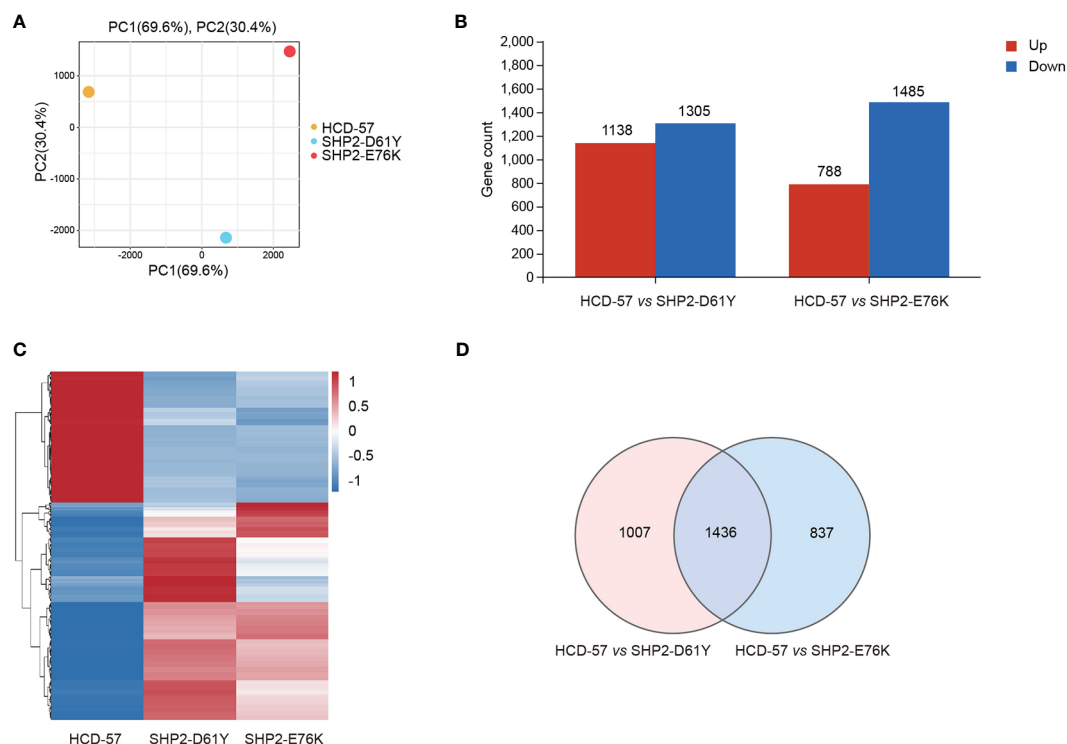 A
PC1(69.6%), PC2(30.4%)
PC2(30.4%)
1000
0
-1000
-2000
-2000
0
2000
PC1(69.6%)
HCD-57
SHP2-D61Y
SHP2-E76K
B
Gene count
2,000
1,800
1,600
1,400
1,200
1,000
800
600
400
200
0
1138
1305
788
1485
HCD-57 vs SHP2-D61Y
HCD-57 vs SHP2-E76K
Up
Down
C
1
0.5
0
-0.5
-1
HCD-57
SHP2-D61Y
SHP2-E76K
D
1007
1436
837
HCD-57 vs SHP2-D61Y
HCD-57 vs SHP2-E76K